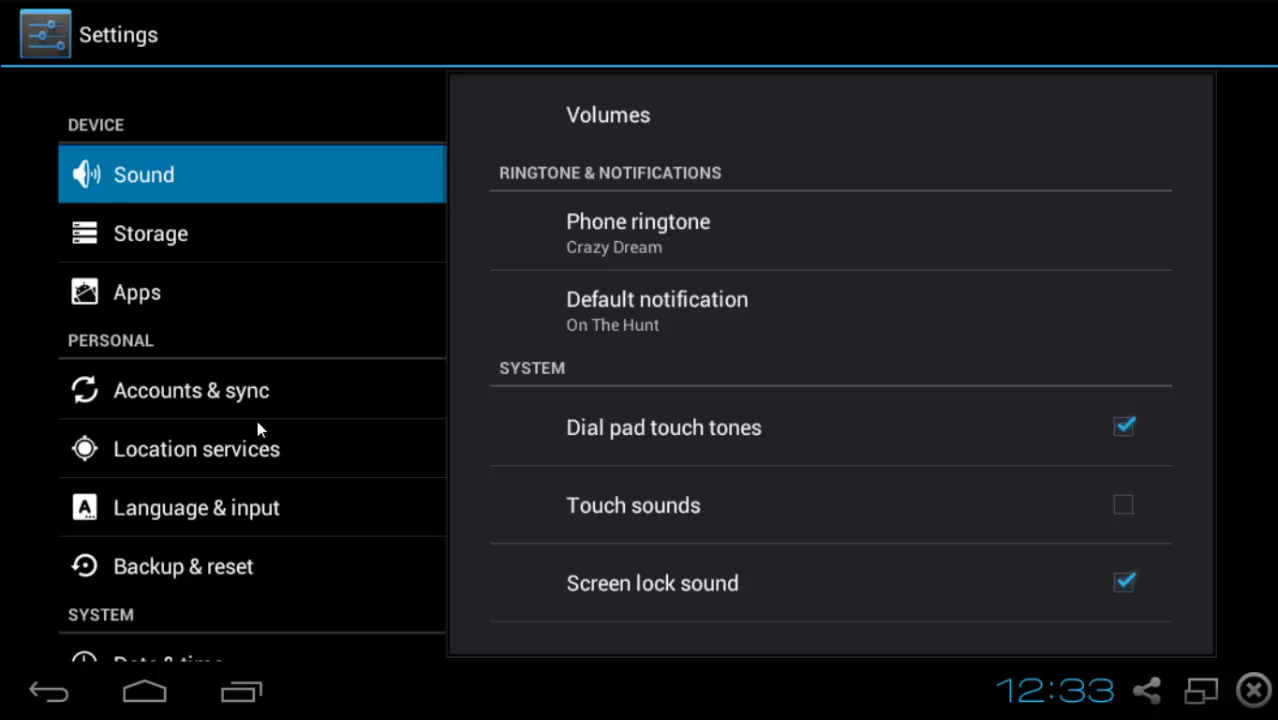 Settings
DEVICE
Sound
Storage
Apps
PERSONAL
Accounts & sync
Location services
Language & input
Backup & reset
SYSTEM
Date & time
Volumes
RINGTONE & NOTIFICATIONS
Phone ringtone
Crazy Dream
Default notification
On The Hunt
SYSTEM
Dial pad touch tones
Touch sounds
Screen lock sound
12:33